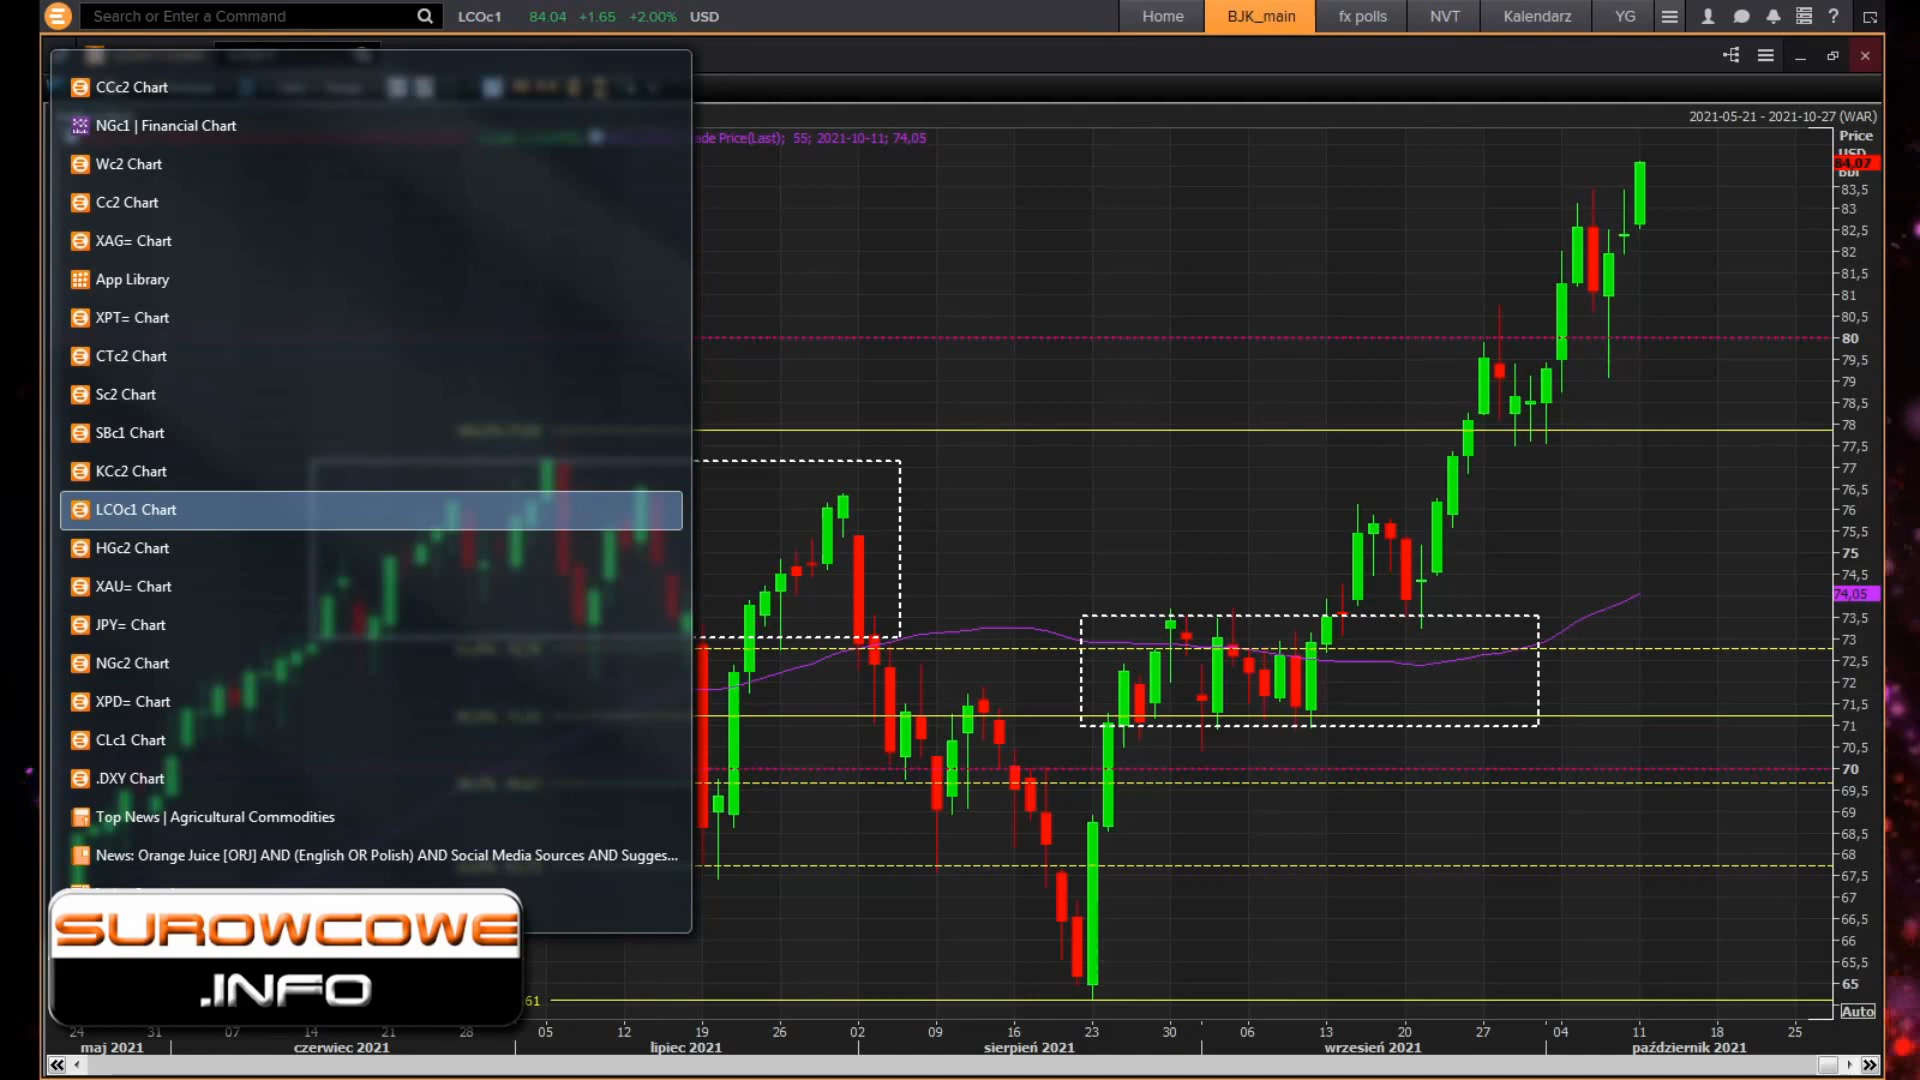 Search or Enter a Command
LCOc1 84.04 +1.65 +2.00% USD
Home BJK_main fx polls NVT Kalendarz YG ?
CCc2 Chart
NGc1 | Financial Chart
Wc2 Chart
Cc2 Chart
XAG= Chart
App Library
XPT= Chart
CTc2 Chart
Sc2 Chart
SBc1 Chart
KCc2 Chart
LCOc1 Chart
HGc2 Chart
XAU= Chart
JPY= Chart
NGc2 Chart
XPD= Chart
CLc1 Chart
.DXY Chart
Top News | Agricultural Commodities
News: Orange Juice [ORJ] AND (English OR Polish) AND Social Media Sources AND Sugges...
SUROWCOWE
.INFO
2021-05-21 - 2021-10-27 (WAR)
Price(Last); 55; 2021-10-11; 74,05
Price
USD
84,07
bbl
83,5
83
82,5
82
81,5
81
80,5
80
79,5
79
78,5
78
77,5
77
76,5
76
75,5
75
74,5
74,05
73,5
73
72,5
72
71,5
71
70,5
70
69,5
69
68,5
68
67,5
67
66,5
66
65,5
65
Auto
61
24 31 07 14 21 28 05 12 19 26 02 09 16 23 30 06 13 20 27 04 11 18 25
maj 2021 czerwiec 2021 lipiec 2021 sierpień 2021 wrzesień 2021 październik 2021